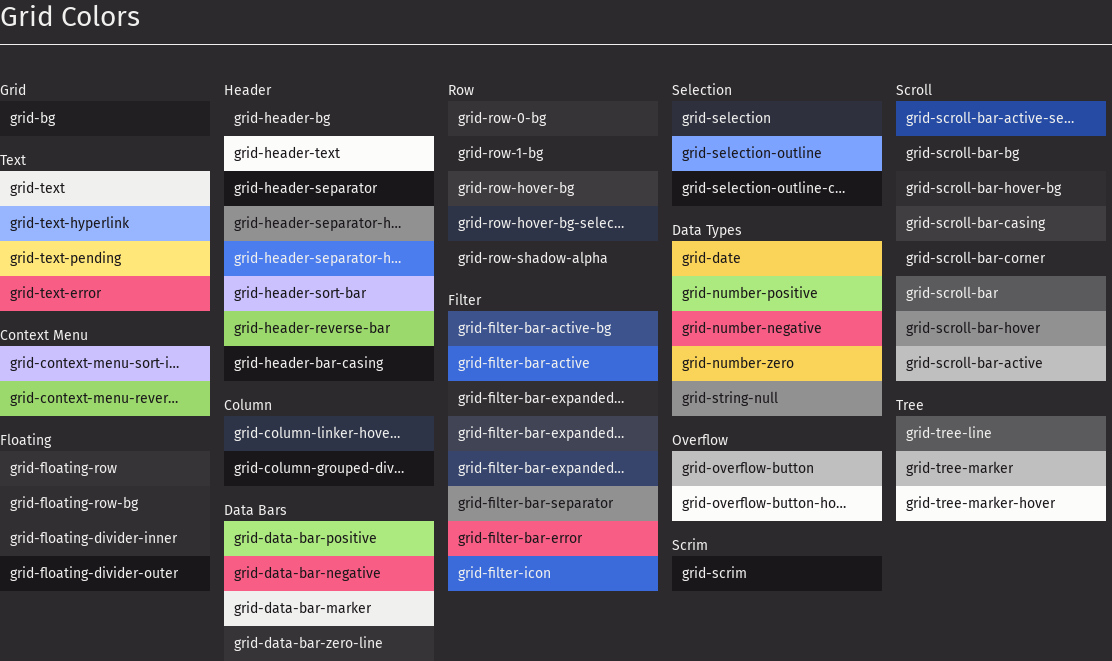 Grid Colors
Grid
grid-bg
Text
grid-text
grid-text-hyperlink
grid-text-pending
grid-text-error
Context Menu
grid-context-menu-sort-i...
grid-context-menu-rever...
Floating
grid-floating-row
grid-floating-row-bg
grid-floating-divider-inner
grid-floating-divider-outer
Header
grid-header-bg
grid-header-text
grid-header-separator
grid-header-separator-h...
grid-header-separator-h...
grid-header-sort-bar
grid-header-reverse-bar
grid-header-bar-casing
Column
grid-column-linker-hove...
grid-column-grouped-div...
Data Bars
grid-data-bar-positive
grid-data-bar-negative
grid-data-bar-marker
grid-data-bar-zero-line
Row
grid-row-0-bg
grid-row-1-bg
grid-row-hover-bg
grid-row-hover-bg-selec...
grid-row-shadow-alpha
Filter
grid-filter-bar-active-bg
grid-filter-bar-active
grid-filter-bar-expanded...
grid-filter-bar-expanded...
grid-filter-bar-expanded...
grid-filter-bar-separator
grid-filter-bar-error
grid-filter-icon
Selection
grid-selection
grid-selection-outline
grid-selection-outline-c...
Data Types
grid-date
grid-number-positive
grid-number-negative
grid-number-zero
grid-string-null
Overflow
grid-overflow-button
grid-overflow-button-ho...
Scrim
grid-scrim
Scroll
grid-scroll-bar-active-se...
grid-scroll-bar-bg
grid-scroll-bar-hover-bg
grid-scroll-bar-casing
grid-scroll-bar-corner
grid-scroll-bar
grid-scroll-bar-hover
grid-scroll-bar-active
Tree
grid-tree-line
grid-tree-marker
grid-tree-marker-hover